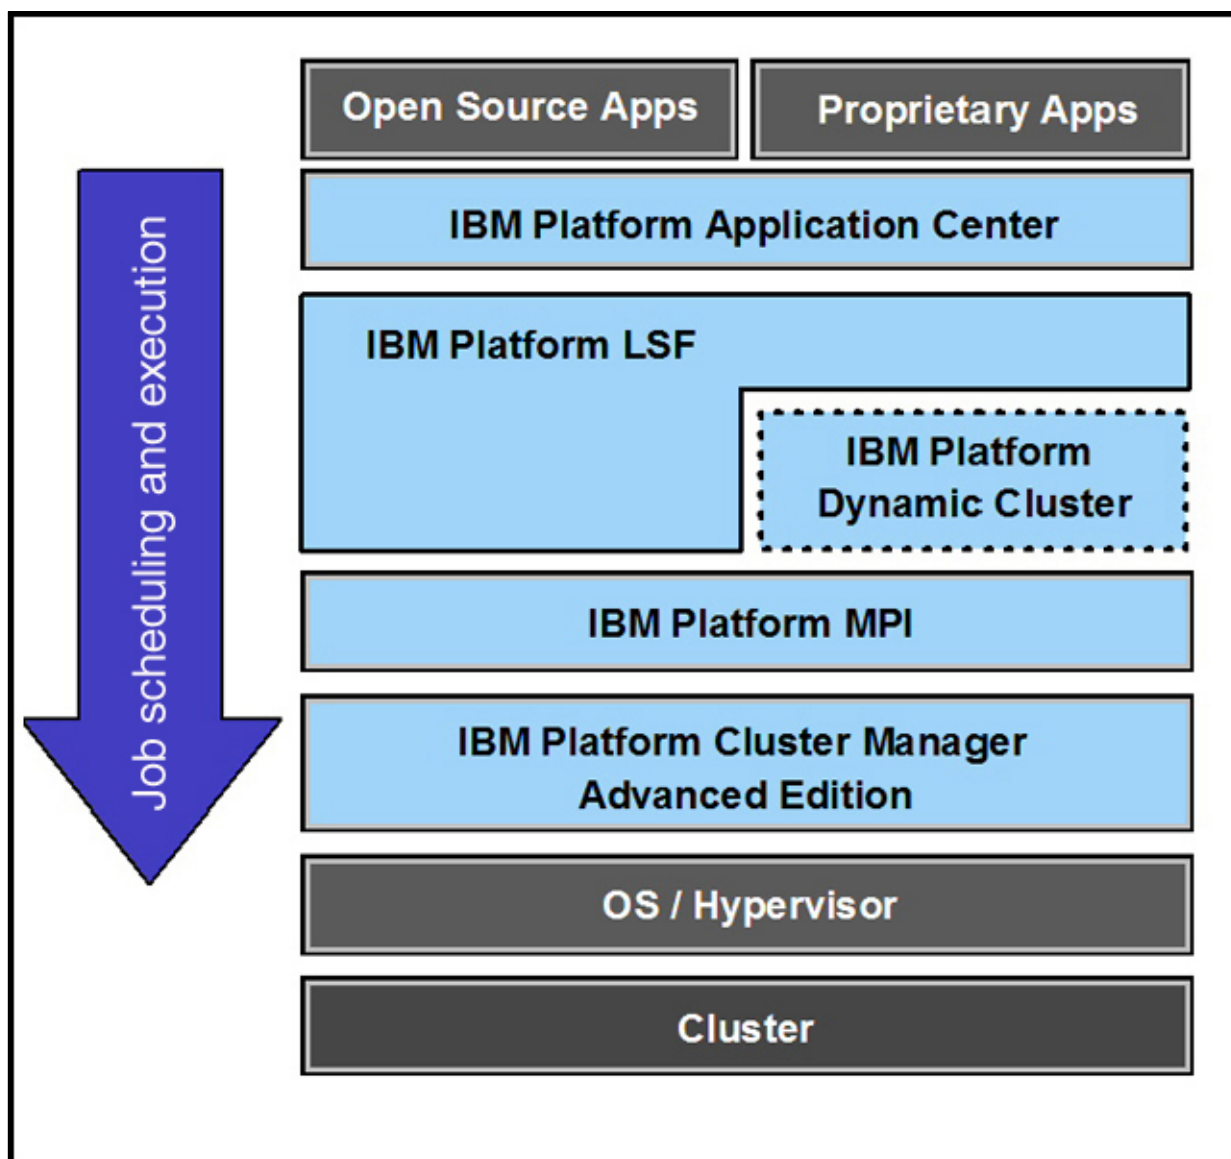 Open Source Apps
Proprietary Apps
Job scheduling and execution
IBM Platform Application Center
IBM Platform LSF
IBM Platform
Dynamic Cluster
IBM Platform MPI
IBM Platform Cluster Manager
Advanced Edition
OS / Hypervisor
Cluster